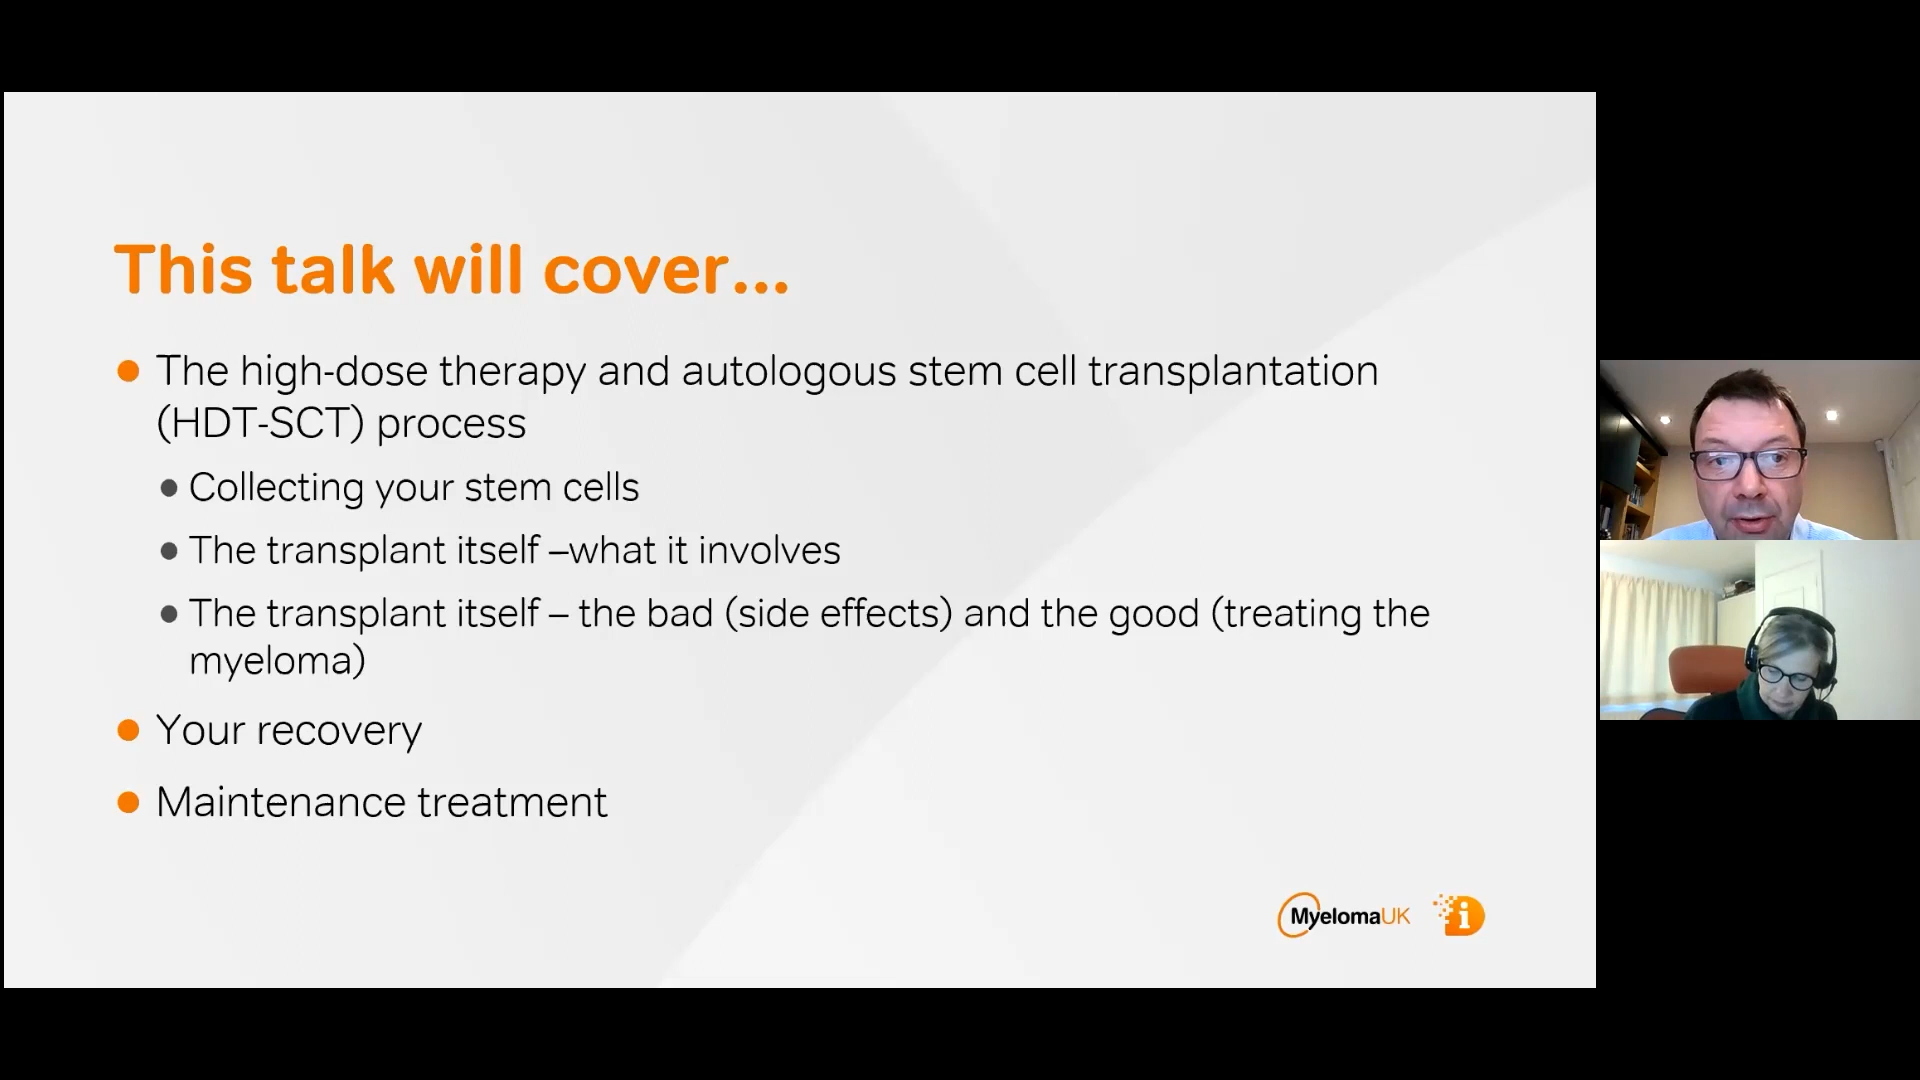 This talk will cover...
The high-dose therapy and autologous stem cell transplantation
(HDT-SCT) process
Collecting your stem cells
The transplant itself –what it involves
The transplant itself – the bad (side effects) and the good (treating the
myeloma)
Your recovery
Maintenance treatment
MyelomaUK i